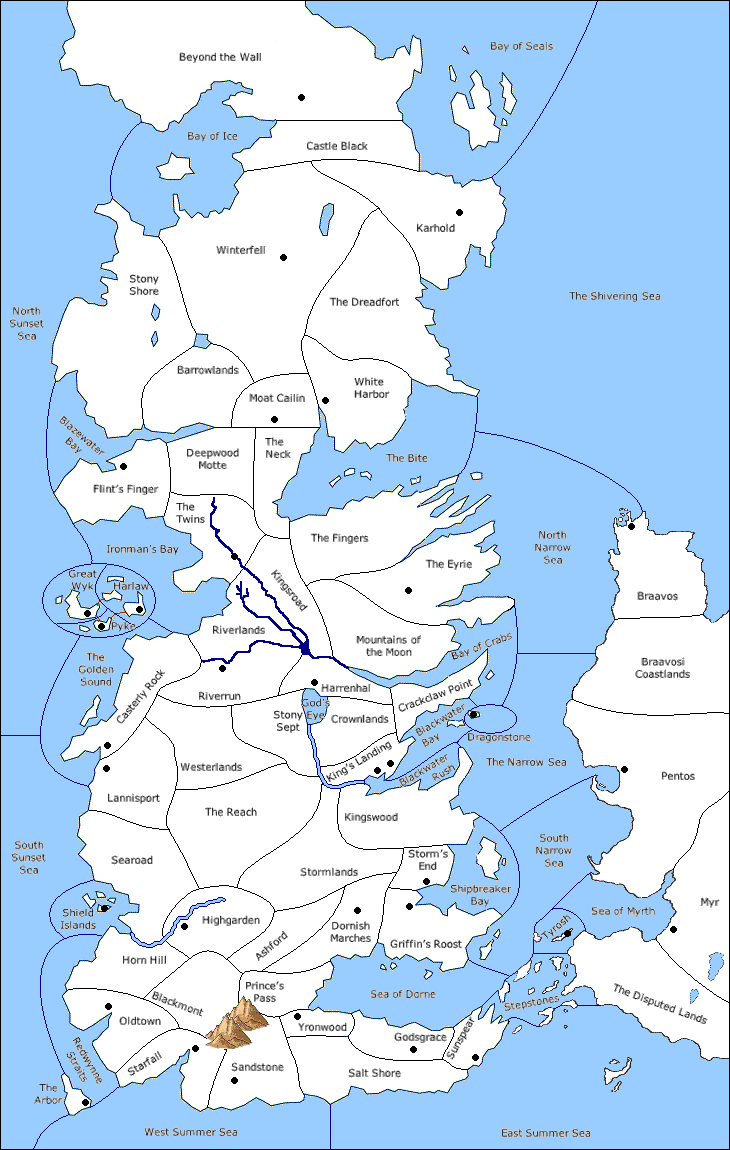 Beyond the Wall
Bay of Seals
Bay of Ice
Castle Black
Karhold
Winterfell
Stony
Shore
The Dreadfort
The Shivering Sea
North
Sunset
Sea
Barrowlands
White
Harbor
Moat Cailin
Blazewater
Bay
The
Neck
Deepwood
Motte
The Bite
Flint's Finger
The
Twins
The Fingers
North
Narrow
Sea
Ironman's Bay
The Eyrie
Great
Wyk
Harlaw
Kingsroad
Braavos
Pyke
Riverlands
Mountains of
the Moon
Bay of Crabs
The
Golden
Sound
Braavosi
Coastlands
Casterly Rock
Riverrun
Harrenhal
Crackclaw Point
God's
Eye
Stony
Sept
Crownlands
Blackwater
Bay
Dragonstone
King's Landing
Blackwater
Rush
The Narrow Sea
Westerlands
Pentos
Lannisport
The Reach
Kingswood
South
Sunset
Sea
Searoad
Storm's
End
South
Narrow
Sea
Stormlands
Shipbreaker
Bay
Shield
Islands
Highgarden
Dornish
Marches
Sea of Myrth
Myr
Tyrosh
Ashford
Griffin's Roost
Horn Hill
Prince's
Pass
Sea of Dorne
Blackmont
Stepstones
The Disputed Lands
Oldtown
Yronwood
Godsgrace
Sunspear
Redwynne
Straits
Starfall
Sandstone
Salt Shore
The
Arbor
West Summer Sea
East Summer Sea